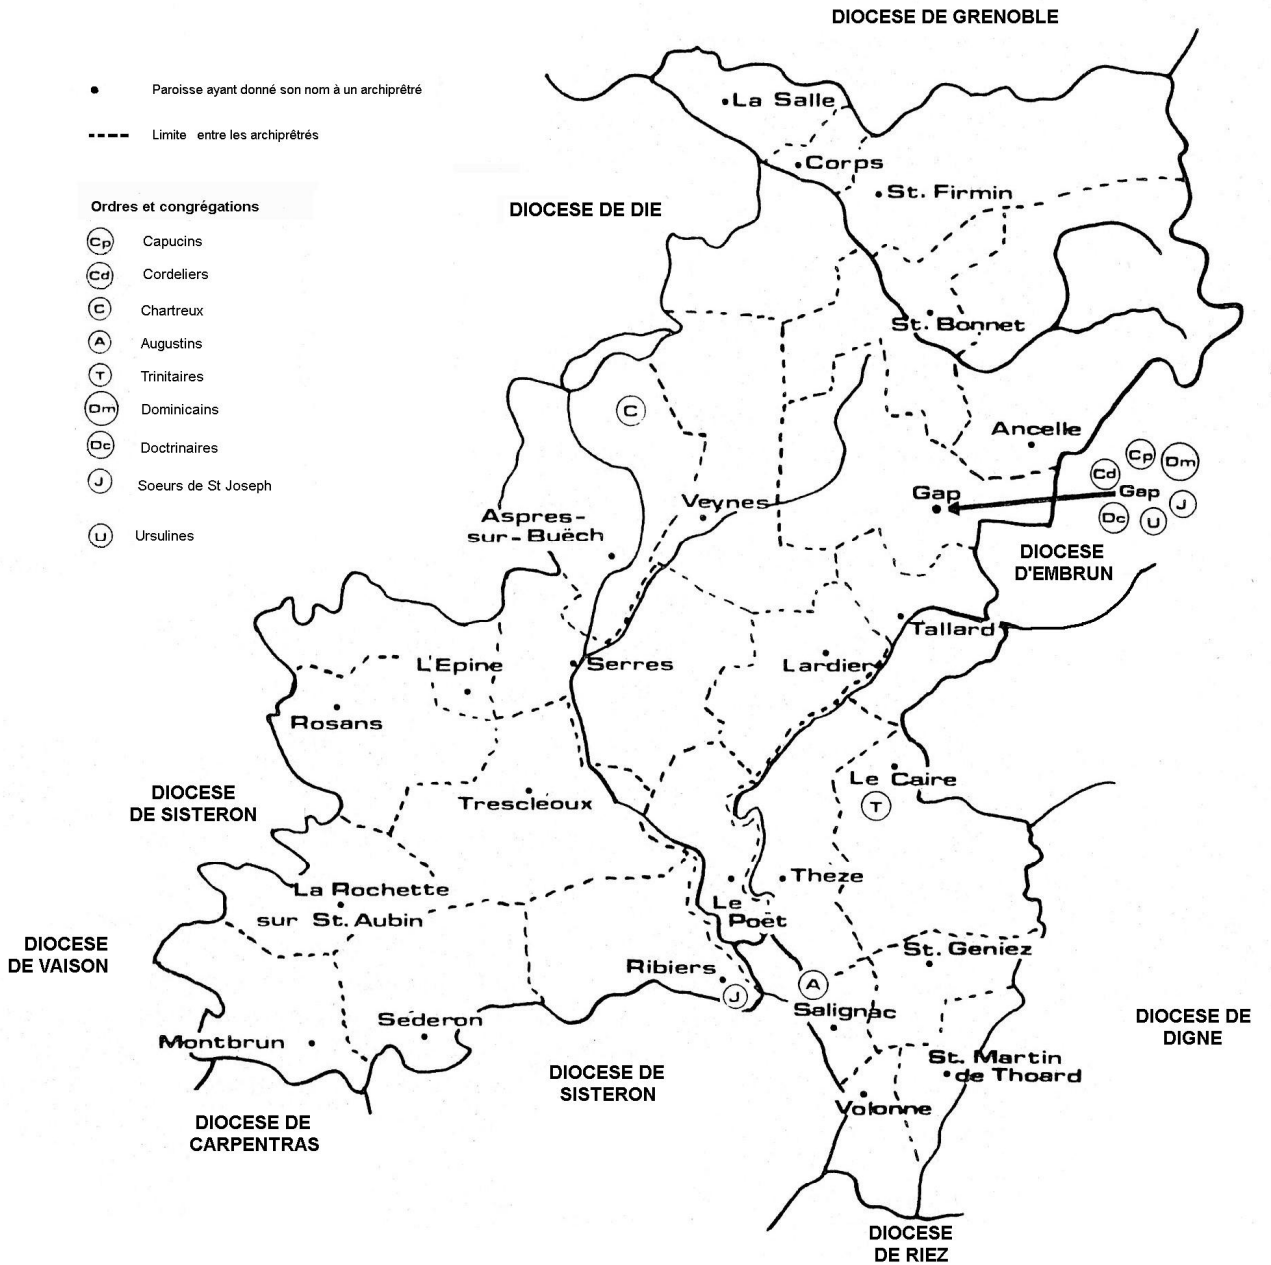 DIOCESE DE GRENOBLE
Paroisse ayant donné son nom à un archiprêtré
Limite entre les archiprêtrés
Ordres et congrégations
Cp Capucins
Cd Cordeliers
C Chartreux
A Augustins
T Trinitaires
Dm Dominicains
Dc Doctrinaires
J Soeurs de St Joseph
U Ursulines
La Salle
Corps
St. Firmin
DIOCESE DE DIE
St. Bonnet
C
Ancelle
Cp
Dm
Cd
Gap
Gap
J
Dc
U
Veynes
Aspres-
sur-Buëch
DIOCESE
D'EMBRUN
Tallard
L'Epine
Serres
Lardier
Rosans
Le Caire
T
DIOCESE
DE SISTERON
Trescléoux
La Rochette
sur St. Aubin
Thèze
Le
Poët
DIOCESE
DE VAISON
St. Geniez
Ribiers
J
A
Salignac
Séderon
Montbrun
DIOCESE DE
DIGNE
St. Martin
de Thoard
DIOCESE DE
SISTERON
Volonne
DIOCESE DE
CARPENTRAS
DIOCESE
DE RIEZ